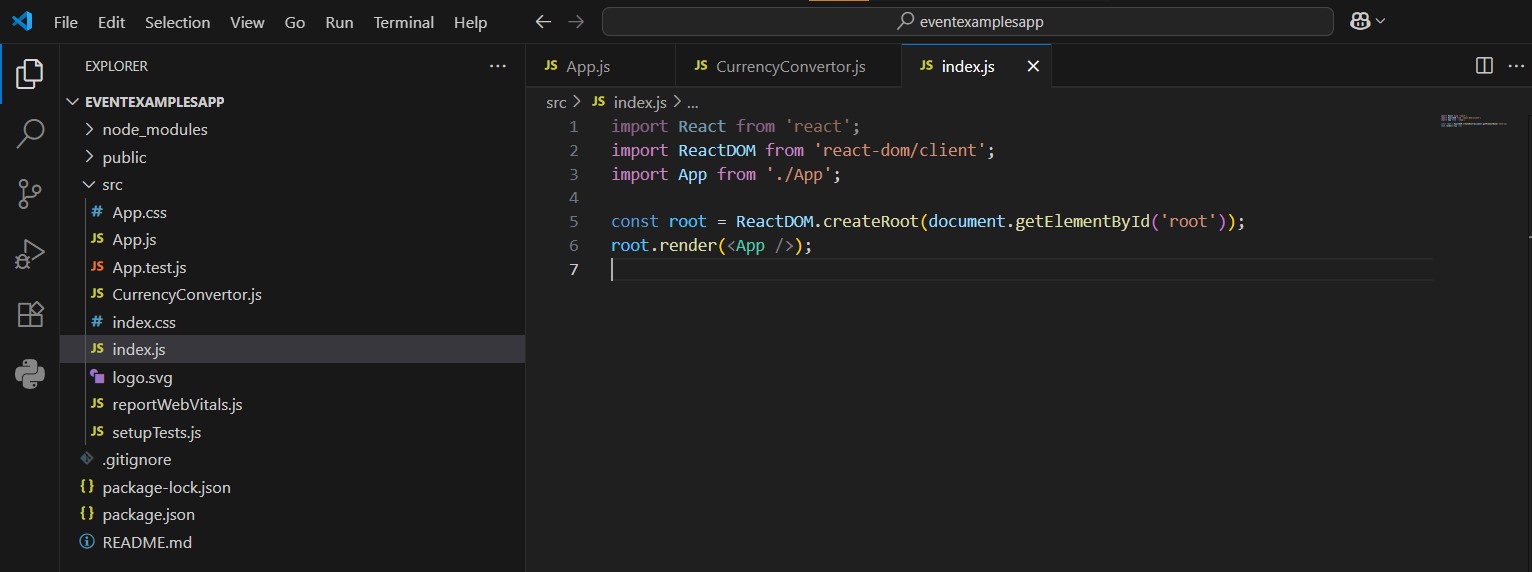 File Edit Selection View Go Run Terminal Help
eventexamplesapp
EXPLORER
EVENTEXAMPLESAPP
node_modules
public
src
# App.css
JS App.js
JS App.test.js
JS CurrencyConvertor.js
# index.css
JS index.js
logo.svg
JS reportWebVitals.js
JS setupTests.js
.gitignore
{} package-lock.json
{} package.json
README.md
JS App.js JS CurrencyConvertor.js JS index.js
src > JS index.js > ...
1 import React from 'react';
2 import ReactDOM from 'react-dom/client';
3 import App from './App';
4
5 const root = ReactDOM.createRoot(document.getElementById('root'));
6 root.render(<App />);
7